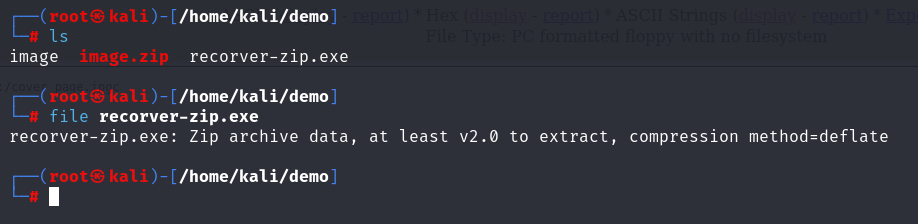 ┌──(root㉿kali)-[/home/kali/demo] - report) * Hex (display - report) * ASCII Strings (display - report) * Exp
└─# ls File Type: PC formatted floppy with no filesystem
image  image.zip  recorver-zip.exe
┌──(root㉿kali)-[/home/kali/demo]
└─# file recorver-zip.exe
recorver-zip.exe: Zip archive data, at least v2.0 to extract, compression method=deflate
┌──(root㉿kali)-[/home/kali/demo]
└─#